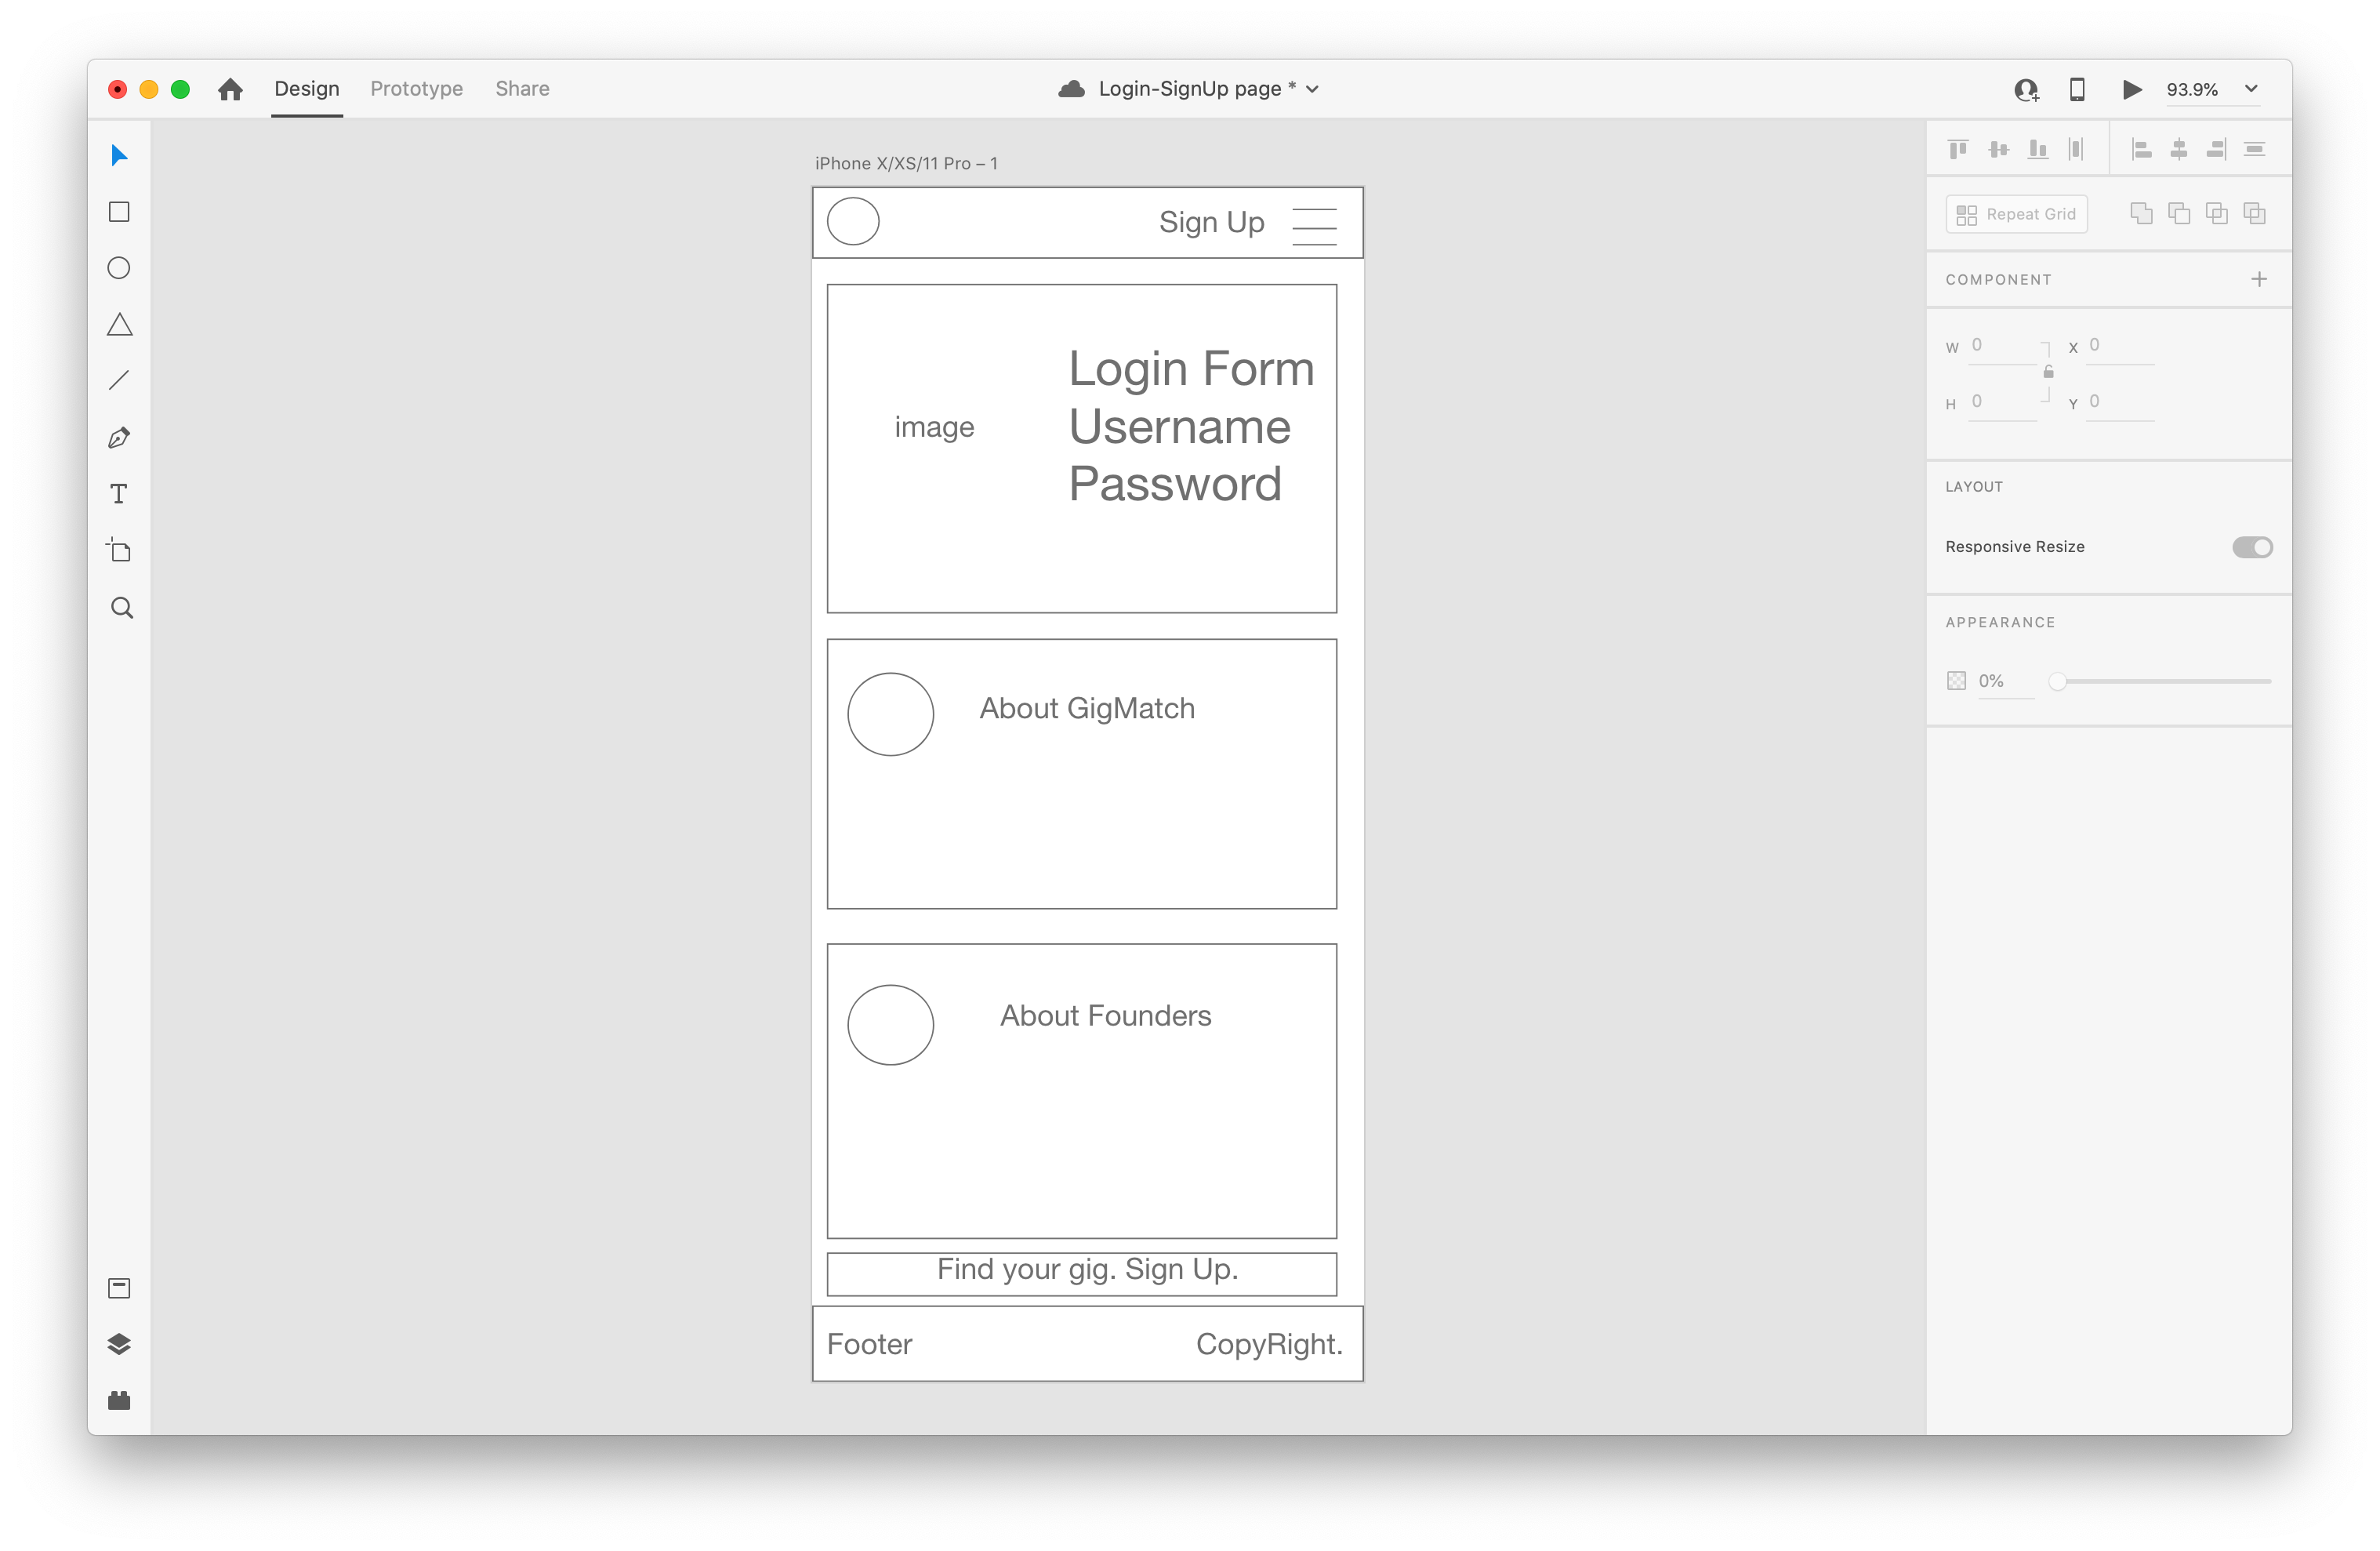 Design Prototype Share
Login-SignUp page *
93.9%
iPhone X/XS/11 Pro – 1
Sign Up
image
Login Form
Username
Password
About GigMatch
About Founders
Find your gig. Sign Up.
Footer
CopyRight.
Repeat Grid
COMPONENT
W 0 X 0
H 0 Y 0
LAYOUT
Responsive Resize
APPEARANCE
0%